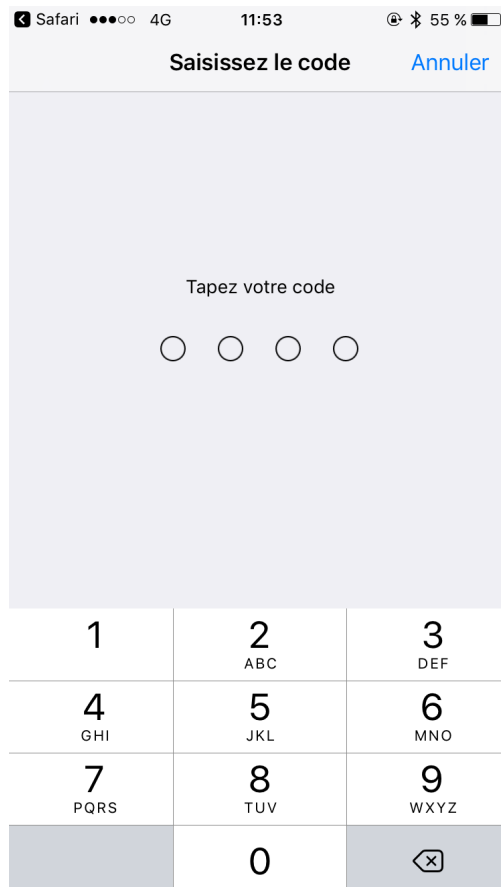 Safari 4G 11:53 55 %
Saisissez le code Annuler
Tapez votre code
1 2 3
ABC DEF
4 5 6
GHI JKL MNO
7 8 9
PQRS TUV WXYZ
0